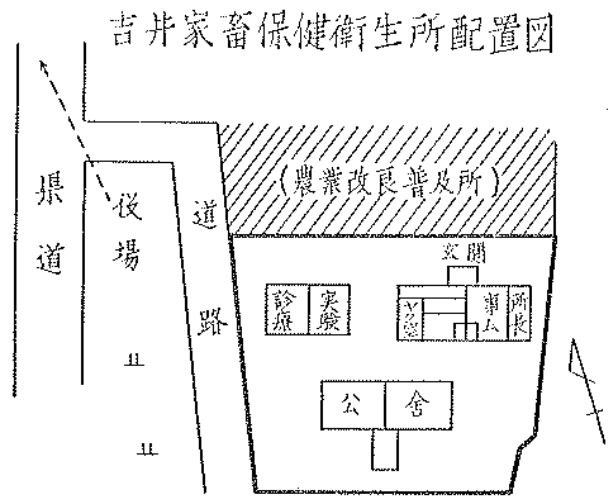 吉井家畜保健衛生所配置図
(農業改良普及所)
県道
役場
道路
玄関
診療
実験
事ム
所長
公舎